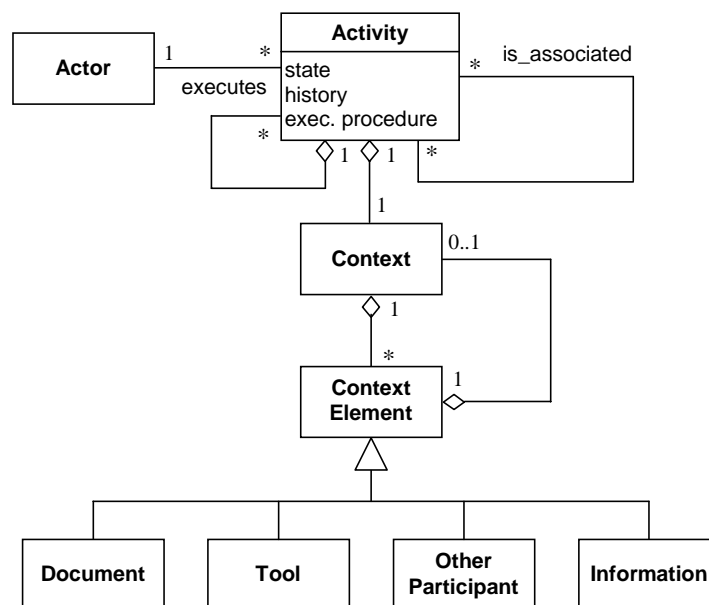 Activity
Actor
1
*
executes
state
history
exec. procedure
*
is_associated
*
*
1
1
1
Context
0..1
1
*
Context
Element
1
Document
Tool
Other
Participant
Information